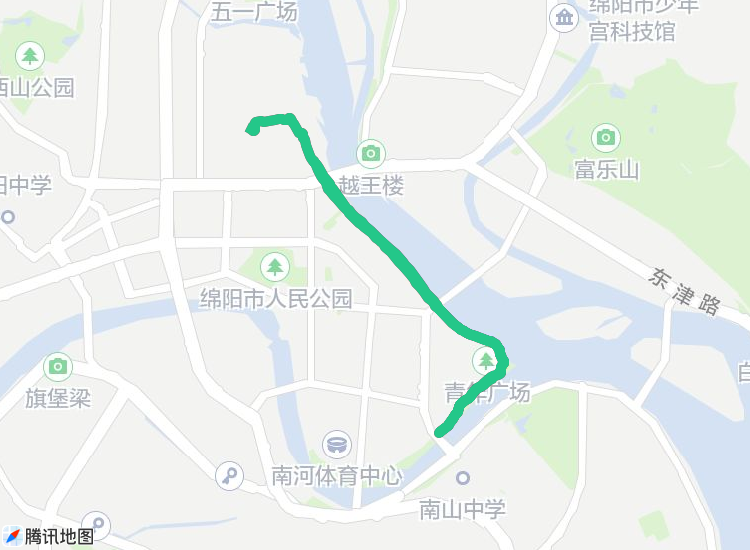 五一广场
绵阳市少年
宫科技馆
西山公园
富乐山
越王楼
阳中学
东津路
绵阳市人民公园
旗堡梁
青年广场
白
南河体育中心
南山中学
腾讯地图